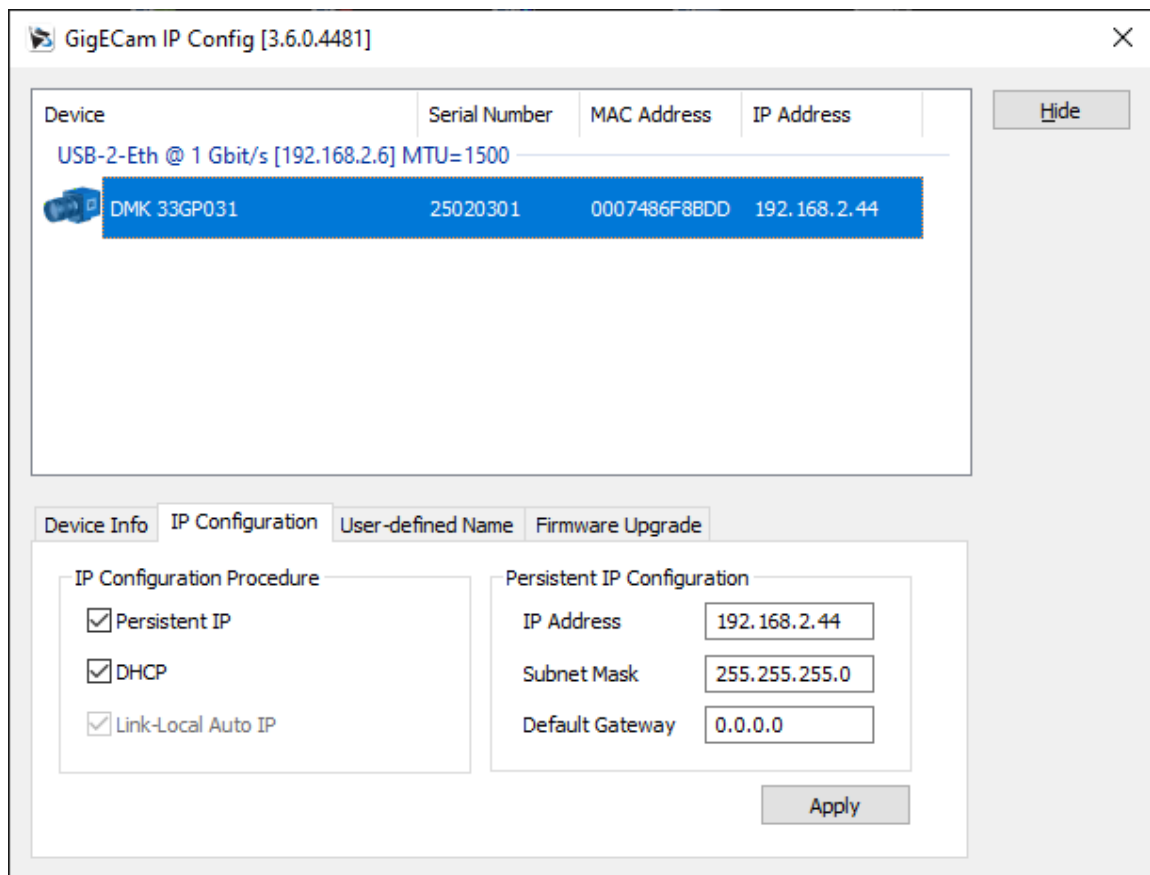 GigECam IP Config [3.6.0.4481]
Hide
Device Serial Number MAC Address IP Address
USB-2-Eth @ 1 Gbit/s [192.168.2.6] MTU=1500
DMK 33GP031 25020301 0007486F8BDD 192.168.2.44
Device Info IP Configuration User-defined Name Firmware Upgrade
IP Configuration Procedure
Persistent IP
DHCP
Link-Local Auto IP
Persistent IP Configuration
IP Address 192.168.2.44
Subnet Mask 255.255.255.0
Default Gateway 0.0.0.0
Apply